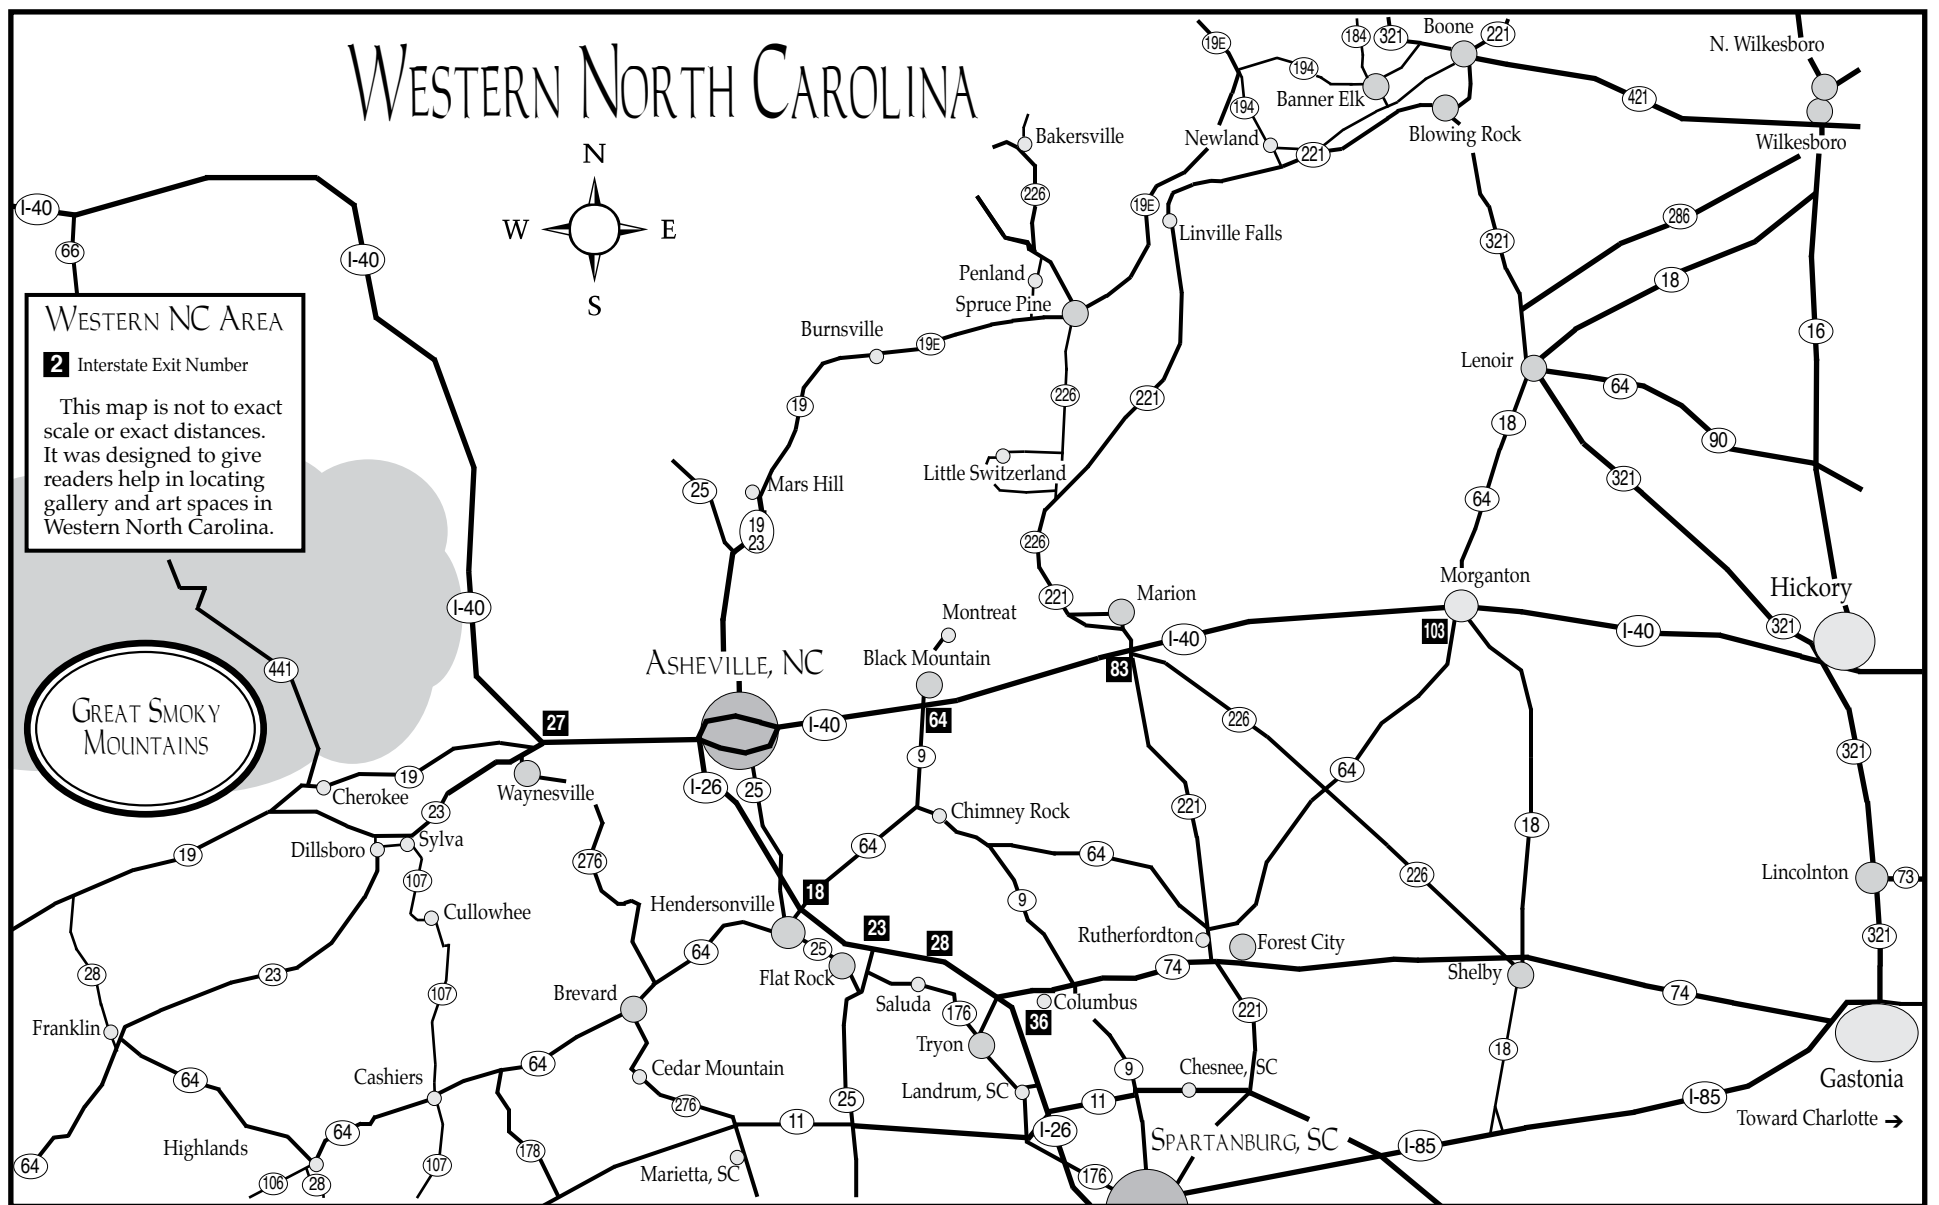 WESTERN NORTH CAROLINA
N
W E
S
WESTERN NC AREA
2 Interstate Exit Number
This map is not to exact
scale or exact distances.
It was designed to give
readers help in locating
gallery and art spaces in
Western North Carolina.
GREAT SMOKY
MOUNTAINS
I-40
66
I-40
I-40
441
27
19
Cherokee
23
Waynesville
Dillsboro
Sylva
19
107
276
Cullowhee
28
23
107
Franklin
64
64
Highlands
106
28
64
Cashiers
107
178
64
Brevard
64
Cedar Mountain
276
Marietta, SC
11
25
19E
184
321
Boone
221
N. Wilkesboro
194
Banner Elk
194
421
Blowing Rock
Wilkesboro
Newland
221
Bakersville
226
19E
Linville Falls
286
321
18
Penland
Spruce Pine
Burnsville
19E
16
Lenoir
64
19
226
221
18
90
Little Switzerland
321
Mars Hill
25
19
23
64
226
221
Marion
Morganton
Hickory
Montreat
103
I-40
I-40
321
ASHEVILLE, NC
Black Mountain
83
I-40
64
226
9
I-26
25
Chimney Rock
64
321
221
18
64
64
18
226
Lincolnton
73
Hendersonville
9
23
28
Rutherfordton
Forest City
321
25
Flat Rock
74
Shelby
Saluda
Columbus
74
176
36
221
Tryon
18
9
Chesnee, SC
Landrum, SC
11
Gastonia
I-85
Toward Charlotte ➔
I-26
SPARTANBURG, SC
I-85
176